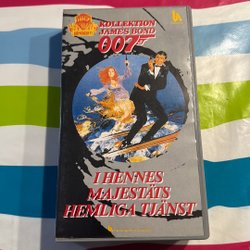 KOLLEKTION
JAMES BOND
007
I HENNES
MAJESTÄTS
HEMLIGA TJÄNST